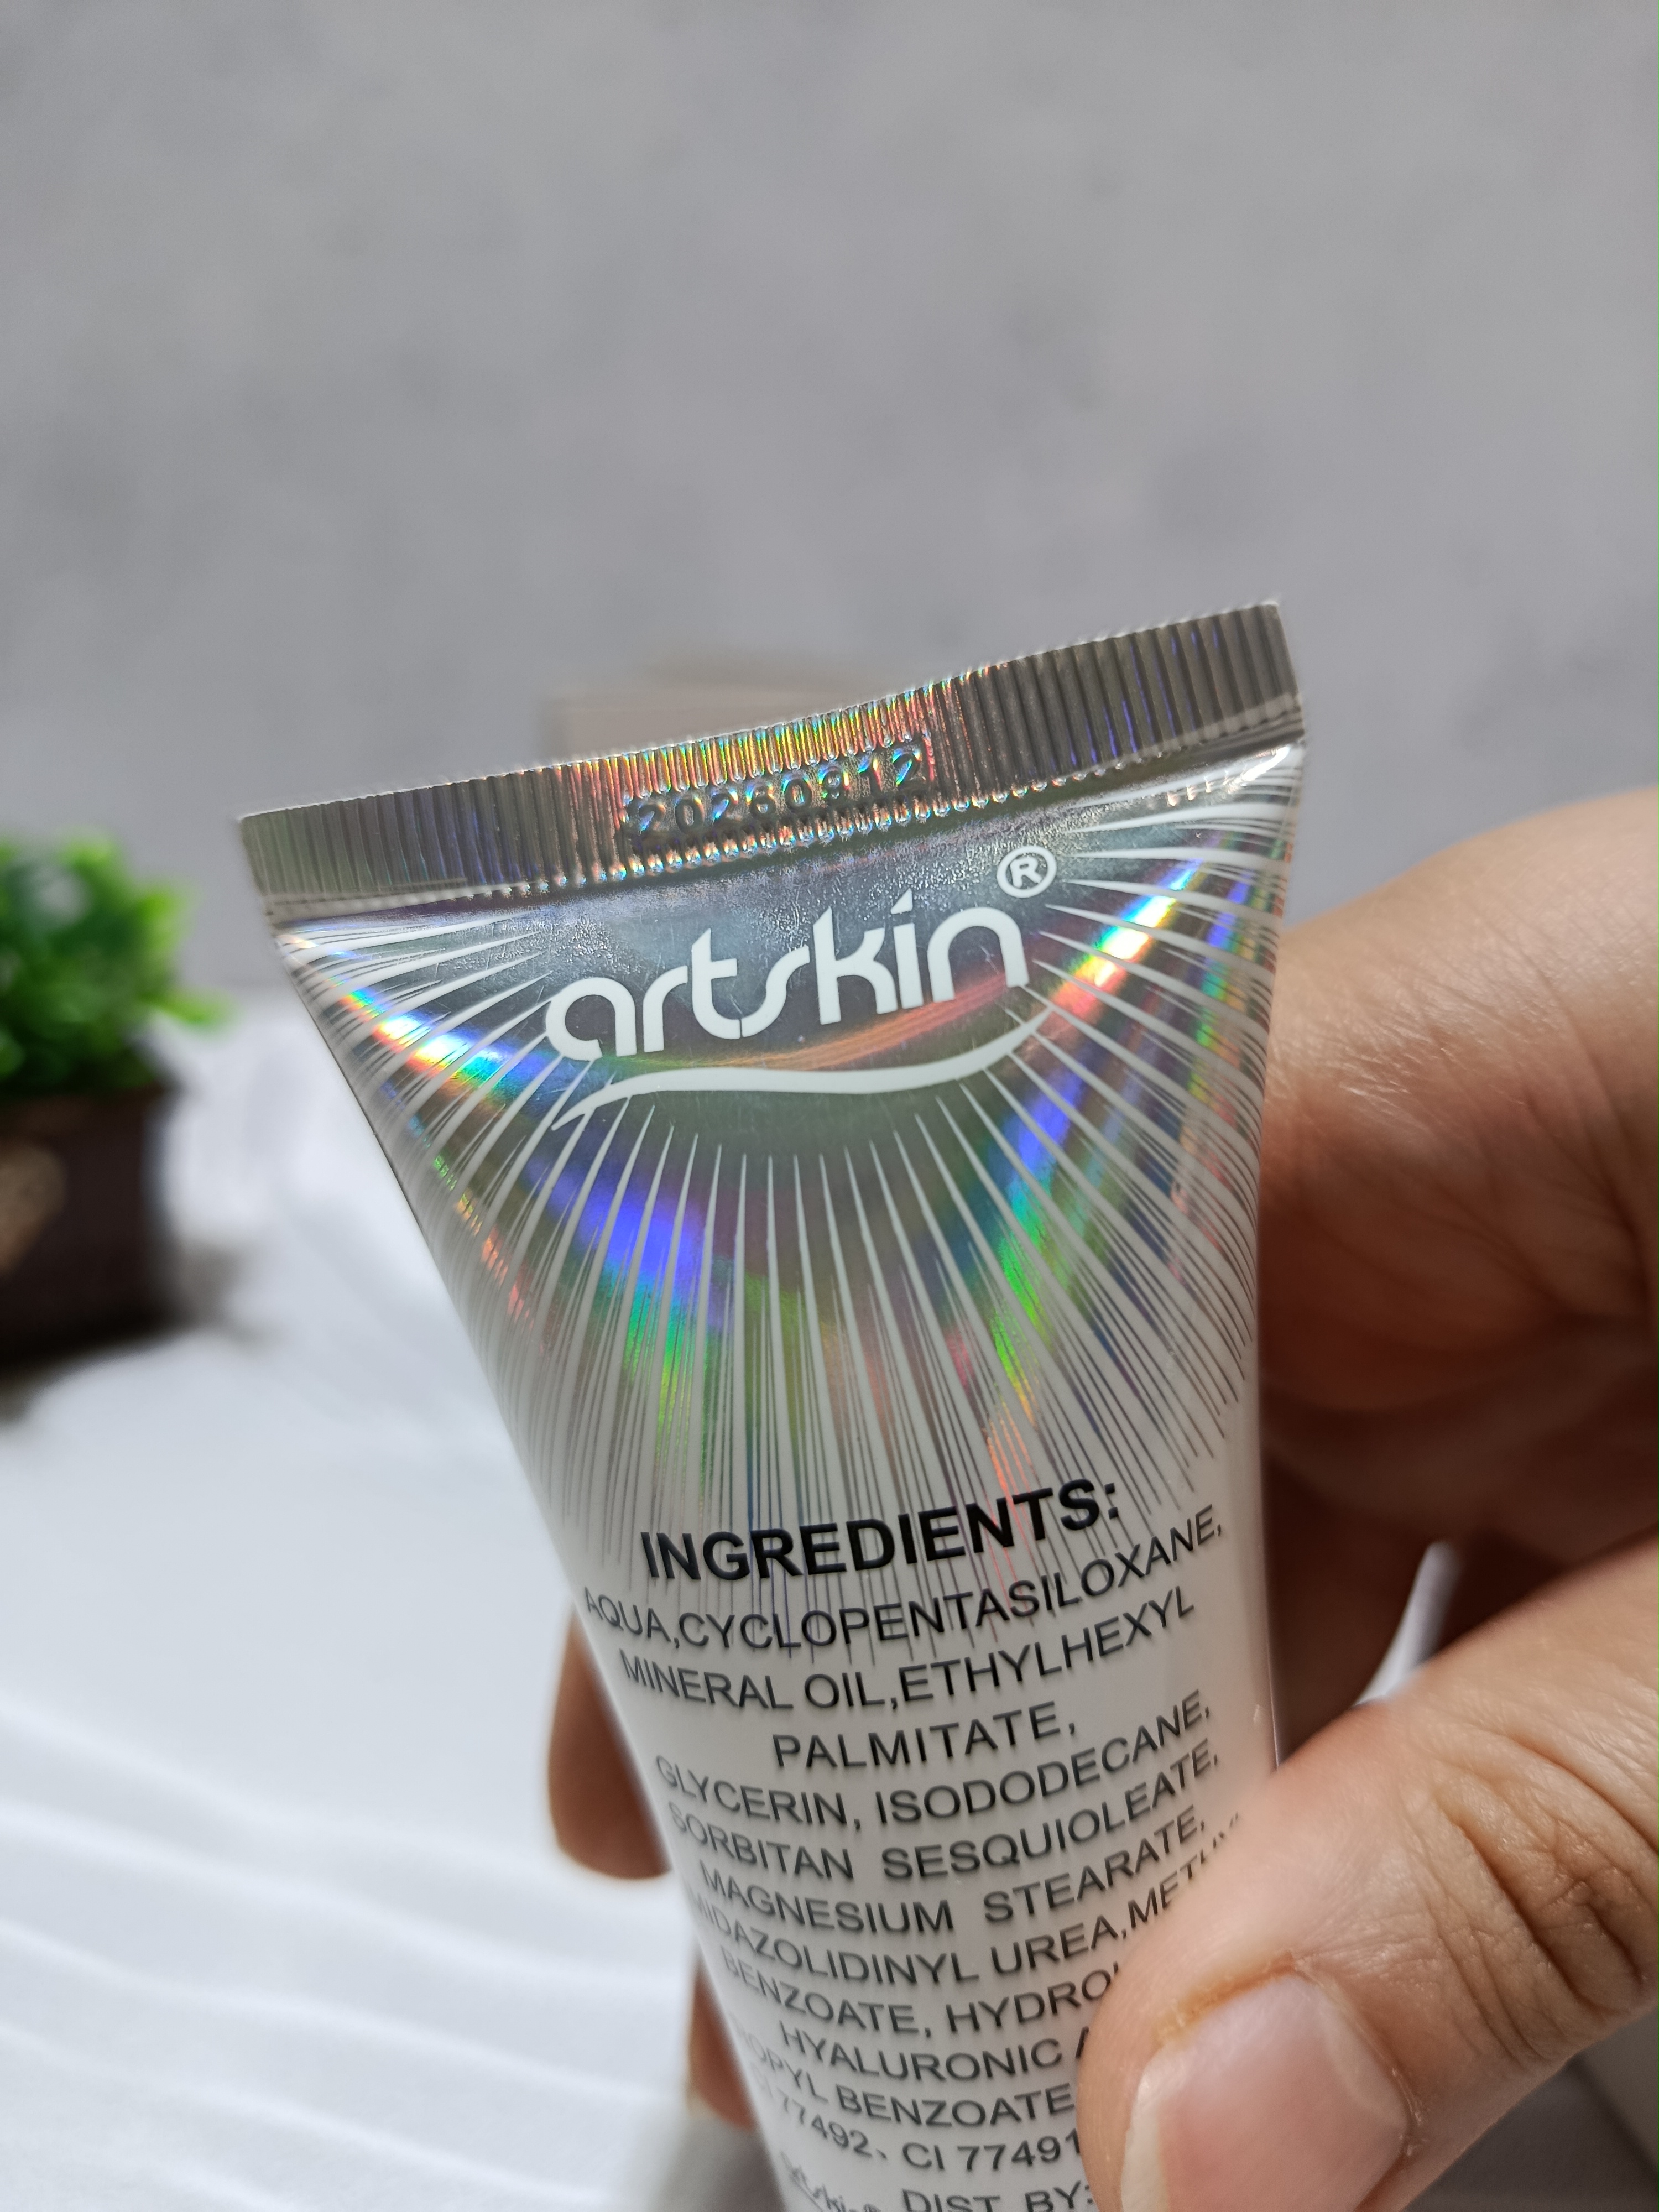 20260912
artskin®
INGREDIENTS:
AQUA,CYCLOPENTASILOXANE,
MINERAL OIL,ETHYLHEXYL
PALMITATE,
GLYCERIN, ISODODECANE,
SORBITAN SESQUIOLEATE,
MAGNESIUM STEARATE,
UREA,
BENZOATE,
HYALURONIC
BENZOATE
77492、 CI 77491
DIST BY: